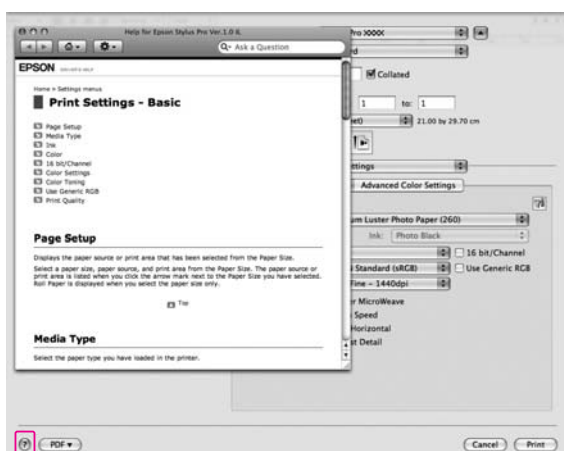 Help for Epson Stylus Pro Ver.1.0 E.
Q- Ask a Question
EPSON
Home > Settings menus
Print Settings - Basic
Page Setup
Media Type
Ink
Color
16 bit/Channel
Color Settings
Color Toning
Use Generic RGB
Print Quality
Page Setup
Displays the paper source or print area that has been selected from the Paper Size.
Select a paper size, paper source, and print area from the Paper Size. The paper source or
print area is listed when you click the arrow mark next to the Paper Size you have selected.
Roll Paper is displayed when you select the paper size only.
Top
Media Type
Select the paper type you have loaded in the printer.
Pro XXXX
Collated
1 to: 1
21.00 by 29.70 cm
ttings
Advanced Color Settings
um Luster Photo Paper (260)
Ink: Photo Black
16 bit/Channel
Standard (sRGB)
Use Generic RGB
Fine - 1440dpi
r MicroWeave
Speed
Horizontal
st Detail
?
PDF
Cancel
Print